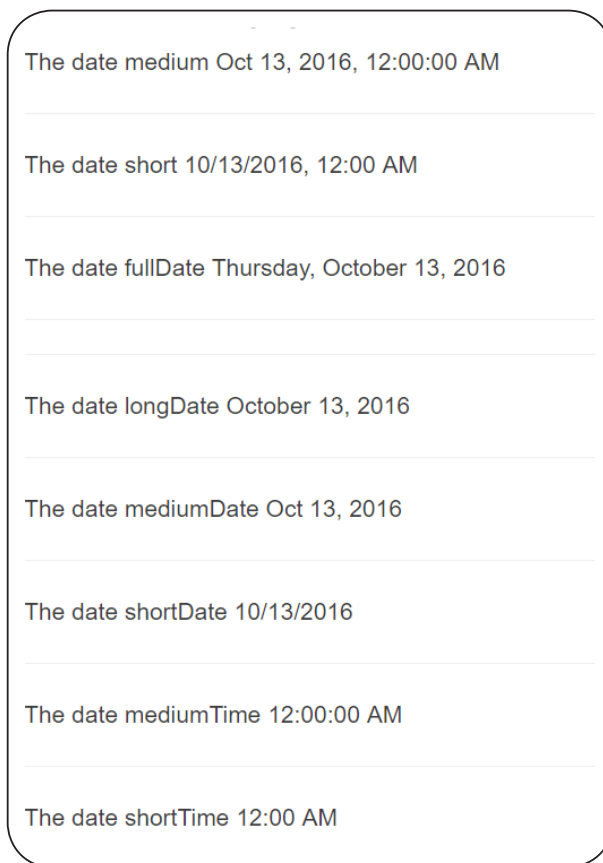 The date medium Oct 13, 2016, 12:00:00 AM
The date short 10/13/2016, 12:00 AM
The date fullDate Thursday, October 13, 2016
The date longDate October 13, 2016
The date mediumDate Oct 13, 2016
The date shortDate 10/13/2016
The date mediumTime 12:00:00 AM
The date shortTime 12:00 AM